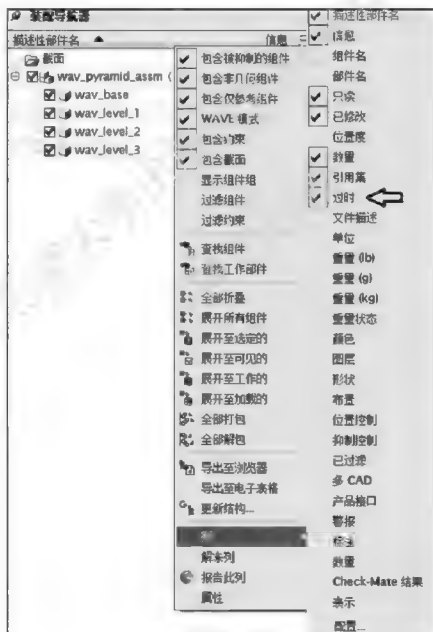 装配导航器
描述性部件名
信息
截面
wav_pyramid_assm (
wav_base
wav_level_1
wav_level_2
wav_level_3
包含被抑制的组件
包含非几何组件
包含仅参考组件
WAVE 模式
包含约束
包含截面
显示组件组
过滤组件
过滤约束
查找组件
查找工作部件
全部折叠
展开所有组件
展开至选定的
展开至可见的
展开至工作的
展开至加载的
全部打包
全部解包
导出至浏览器
导出至电子表格
更新结构...
列
解冻列
报告此列
属性
描述性部件名
信息
组件名
部件名
只读
已修改
位置度
数量
引用集
过时
文件描述
单位
重量 (lb)
重量 (g)
重量 (kg)
重量状态
颜色
图层
形状
布置
位置控制
抑制控制
已过滤
多 CAD
产品接口
警报
数量
Check-Mate 结果
表示
配置...